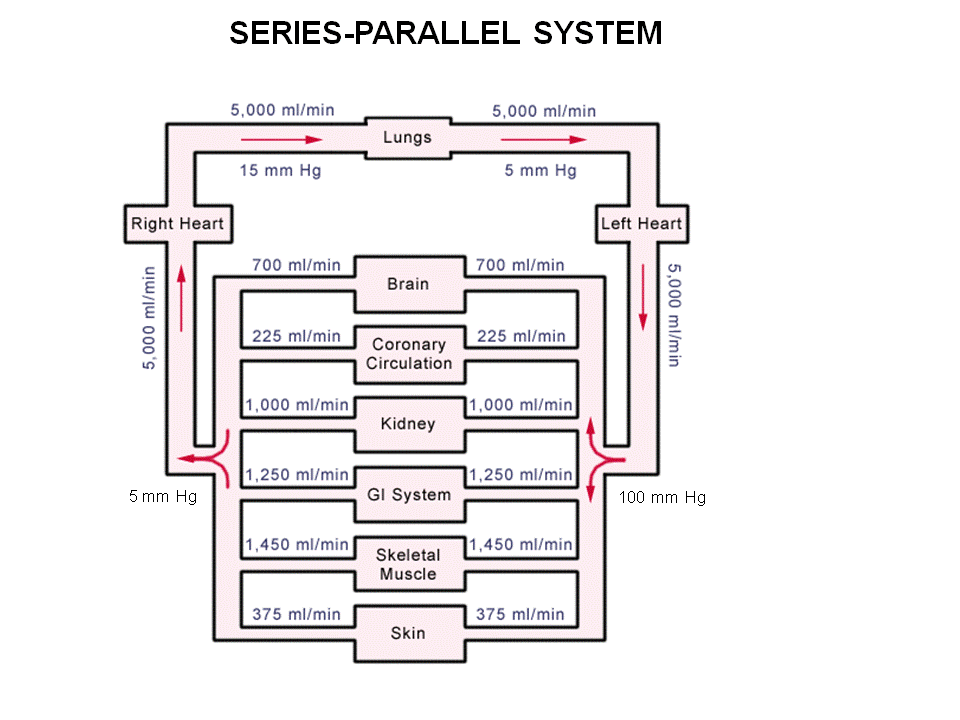 SERIES-PARALLEL SYSTEM
5,000 ml/min
5,000 ml/min
Lungs
15 mm Hg
5 mm Hg
Right Heart
Left Heart
5,000 ml/min
5,000 ml/min
700 ml/min
Brain
700 ml/min
225 ml/min
Coronary
Circulation
225 ml/min
1,000 ml/min
Kidney
1,000 ml/min
1,250 ml/min
GI System
1,250 ml/min
5 mm Hg
100 mm Hg
1,450 ml/min
Skeletal
Muscle
1,450 ml/min
375 ml/min
Skin
375 ml/min